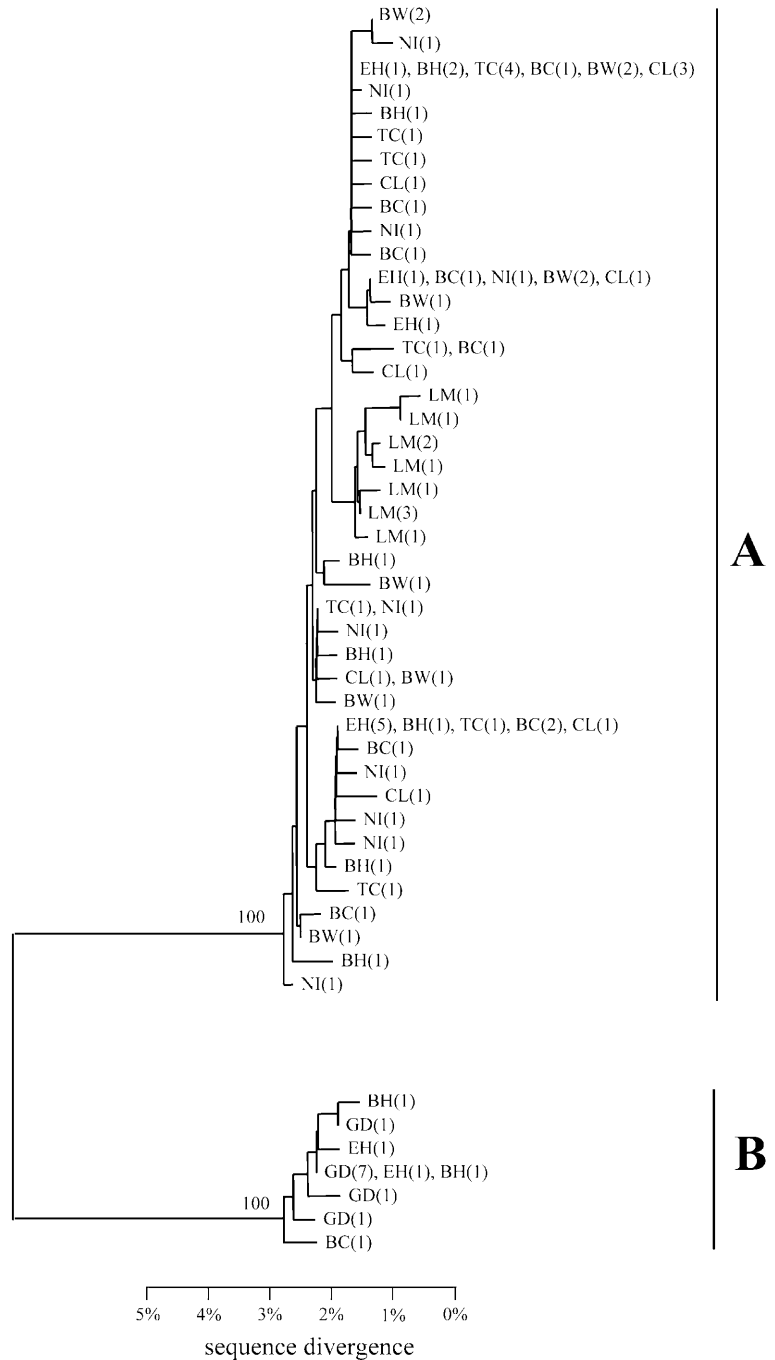 BW(2)
NI(1)
EH(1), BH(2), TC(4), BC(1), BW(2), CL(3)
NI(1)
BH(1)
TC(1)
TC(1)
CL(1)
BC(1)
NI(1)
BC(1)
EH(1), BC(1), NI(1), BW(2), CL(1)
BW(1)
EH(1)
TC(1), BC(1)
CL(1)
LM(1)
LM(1)
LM(2)
LM(1)
LM(1)
LM(3)
LM(1)
A
BH(1)
BW(1)
TC(1), NI(1)
NI(1)
BH(1)
CL(1), BW(1)
BW(1)
EH(5), BH(1), TC(1), BC(2), CL(1)
BC(1)
NI(1)
CL(1)
NI(1)
NI(1)
BH(1)
TC(1)
100
BC(1)
BW(1)
BH(1)
NI(1)
BH(1)
GD(1)
EH(1)
B
GD(7), EH(1), BH(1)
GD(1)
100
GD(1)
BC(1)
5% 4% 3% 2% 1% 0%
sequence divergence